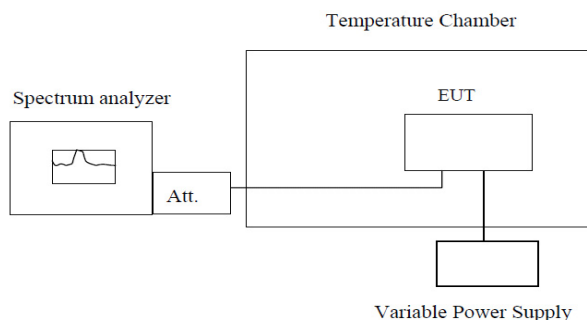 Temperature Chamber
Spectrum analyzer
EUT
Att.
Variable Power Supply